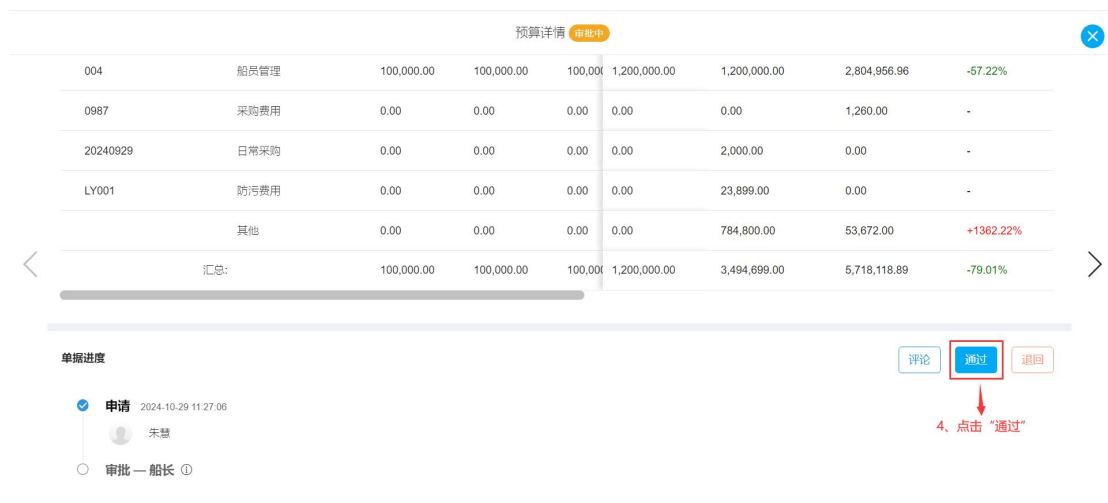 预算详情 审批中
004 船员管理 100,000.00 100,000.00 100,000 1,200,000.00 1,200,000.00 2,804,956.96 -57.22%
0987 采购费用 0.00 0.00 0.00 0.00 0.00 1,260.00 -
20240929 日常采购 0.00 0.00 0.00 0.00 2,000.00 0.00 -
LY001 防污费用 0.00 0.00 0.00 0.00 23,899.00 0.00 -
其他 0.00 0.00 0.00 0.00 784,800.00 53,672.00 +1362.22%
汇总: 100,000.00 100,000.00 100,000 1,200,000.00 3,494,699.00 5,718,118.89 -79.01%
单据进度 评论 通过 退回
申请 2024-10-29 11:27:06
4、点击“通过”
朱慧
审批 — 船长